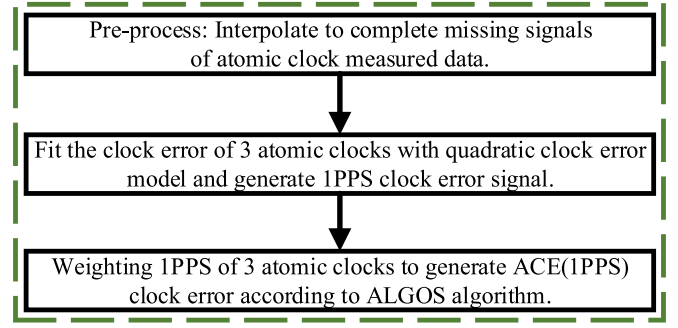 Pre-process: Interpolate to complete missing signals
of atomic clock measured data.
Fit the clock error of 3 atomic clocks with quadratic clock error
model and generate 1PPS clock error signal.
Weighting 1PPS of 3 atomic clocks to generate ACE(1PPS)
clock error according to ALGOS algorithm.